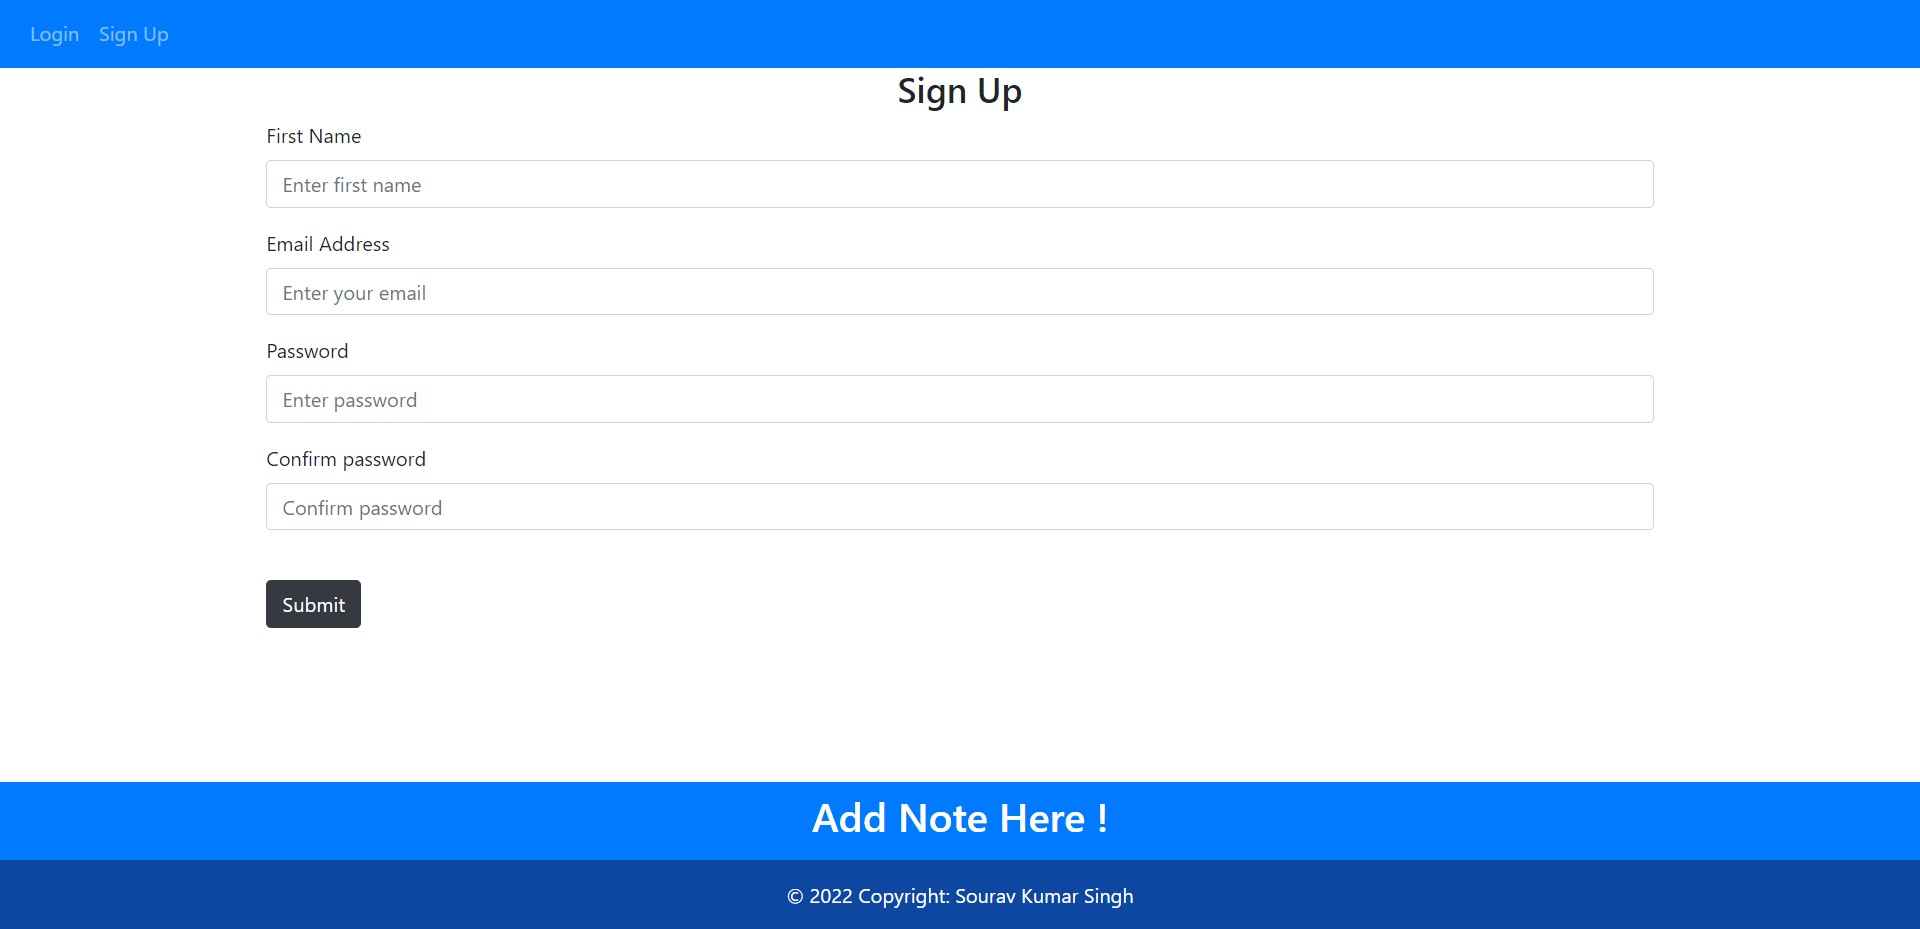 Login Sign Up
Sign Up
First Name
Enter first name
Email Address
Enter your email
Password
Enter password
Confirm password
Confirm password
Submit
Add Note Here !
© 2022 Copyright: Sourav Kumar Singh